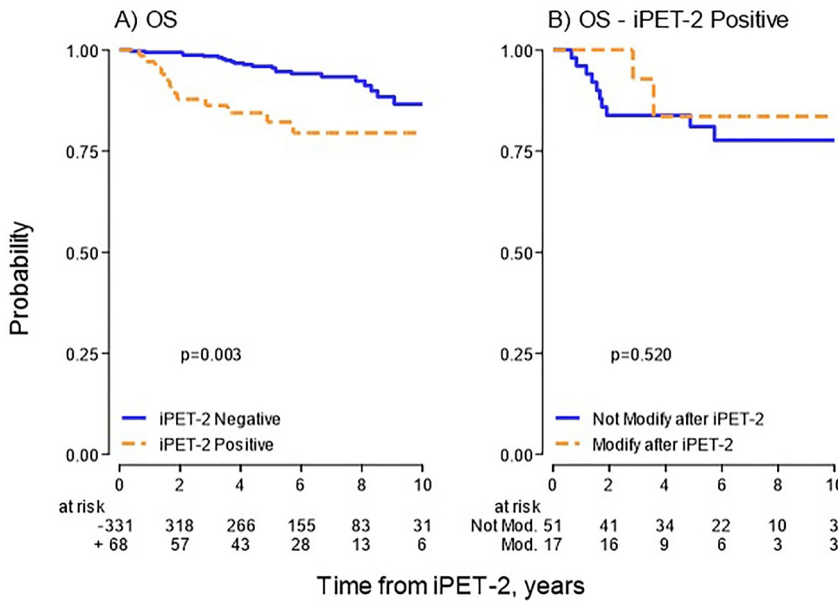 A) OS
1.00
0.75
0.50
0.25
0.00
Probability
p=0.003
iPET-2 Negative
iPET-2 Positive
0 2 4 6 8 10
at risk
-331 318 266 155 83 31
+ 68 57 43 28 13 6
B) OS - iPET-2 Positive
1.00
0.75
0.50
0.25
0.00
p=0.520
Not Modify after iPET-2
Modify after iPET-2
0 2 4 6 8 10
at risk
Not Mod. 51 41 34 22 10 3
Mod. 17 16 9 6 3 3
Time from iPET-2, years